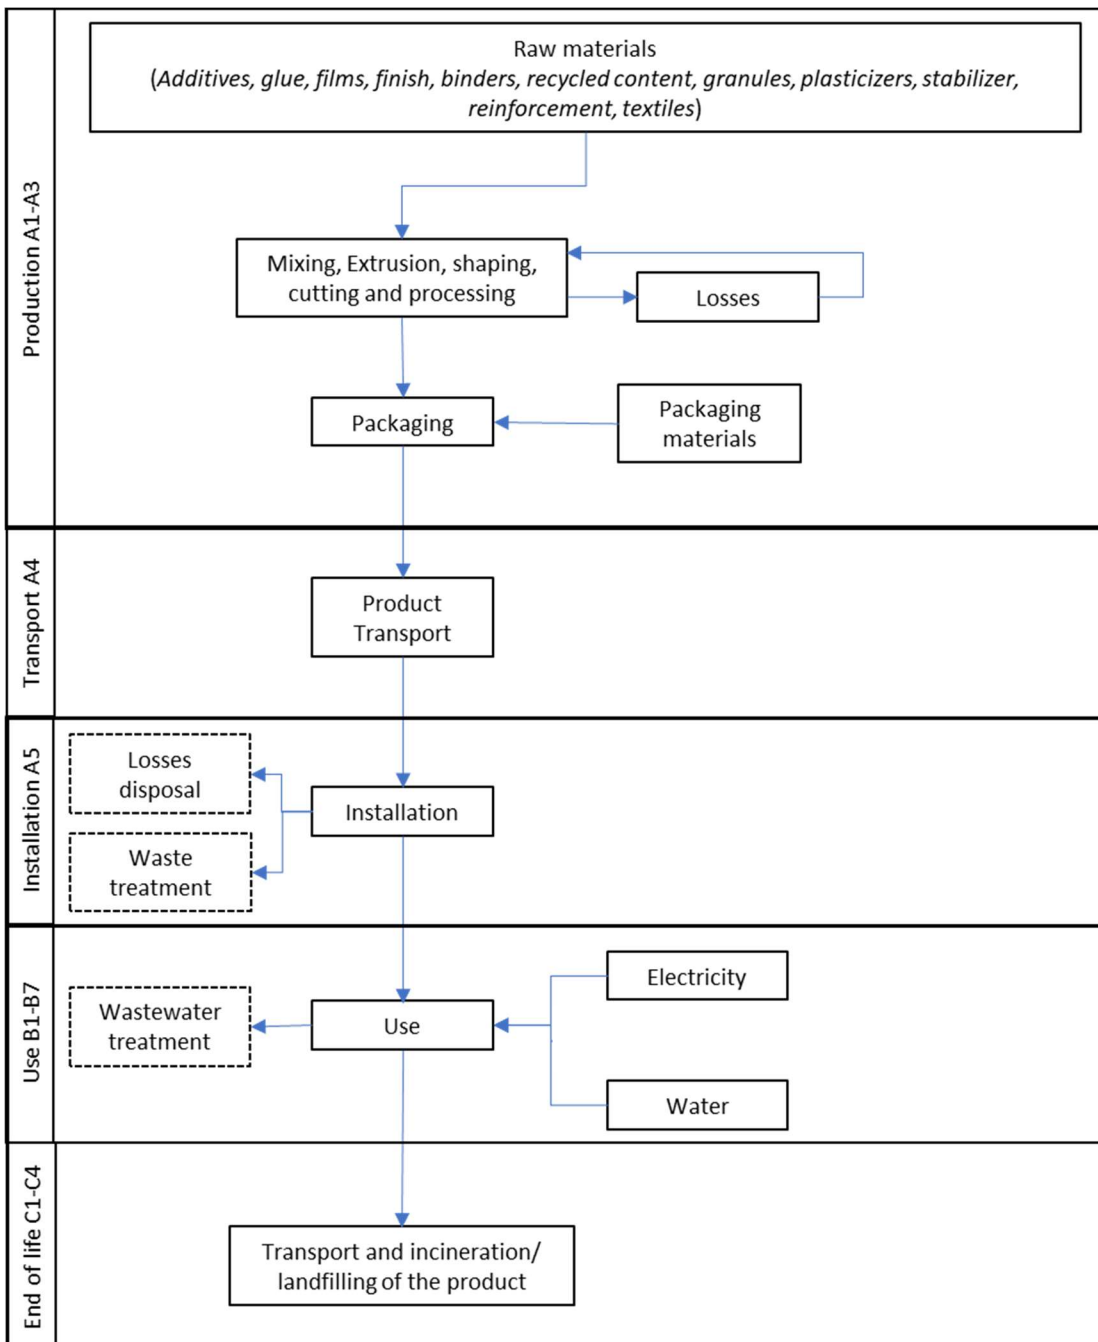 Production A1-A3
Raw materials
(Additives, glue, films, finish, binders, recycled content, granules, plasticizers, stabilizer,
reinforcement, textiles)
Mixing, Extrusion, shaping,
cutting and processing
Losses
Packaging
Packaging
materials
Transport A4
Product
Transport
Installation A5
Losses
disposal
Installation
Waste
treatment
Use B1-B7
Electricity
Wastewater
treatment
Use
Water
End of life C1-C4
Transport and incineration/
landfilling of the product